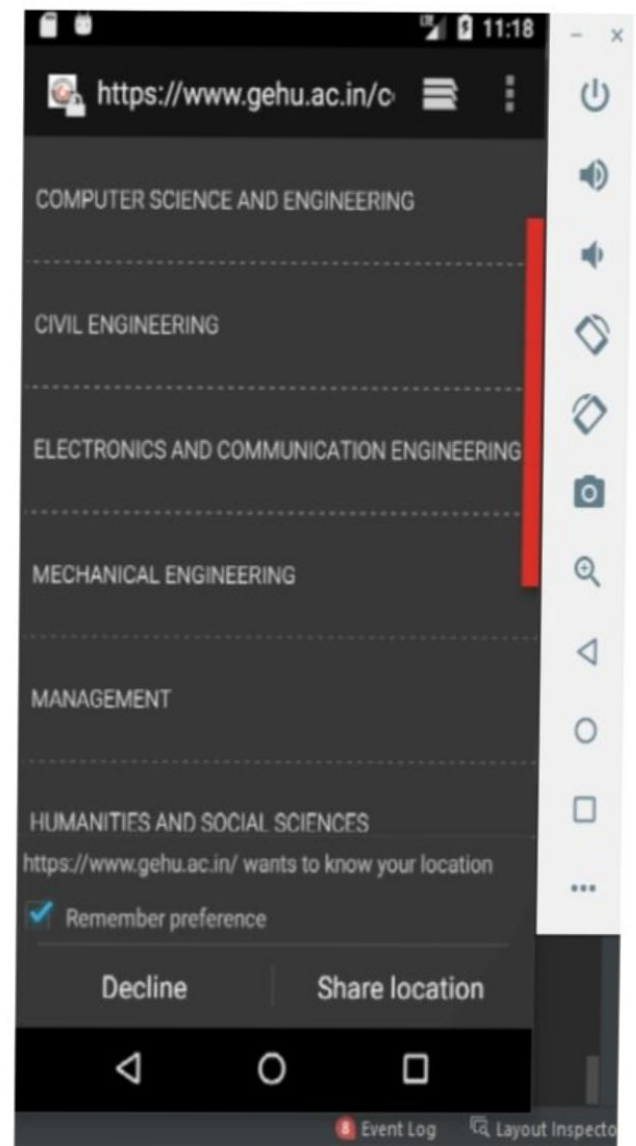 11:18
https://www.gehu.ac.in/c
COMPUTER SCIENCE AND ENGINEERING
CIVIL ENGINEERING
ELECTRONICS AND COMMUNICATION ENGINEERING
MECHANICAL ENGINEERING
MANAGEMENT
HUMANITIES AND SOCIAL SCIENCES
https://www.gehu.ac.in/ wants to know your location
Remember preference
Decline Share location
8 Event Log Layout Inspecto